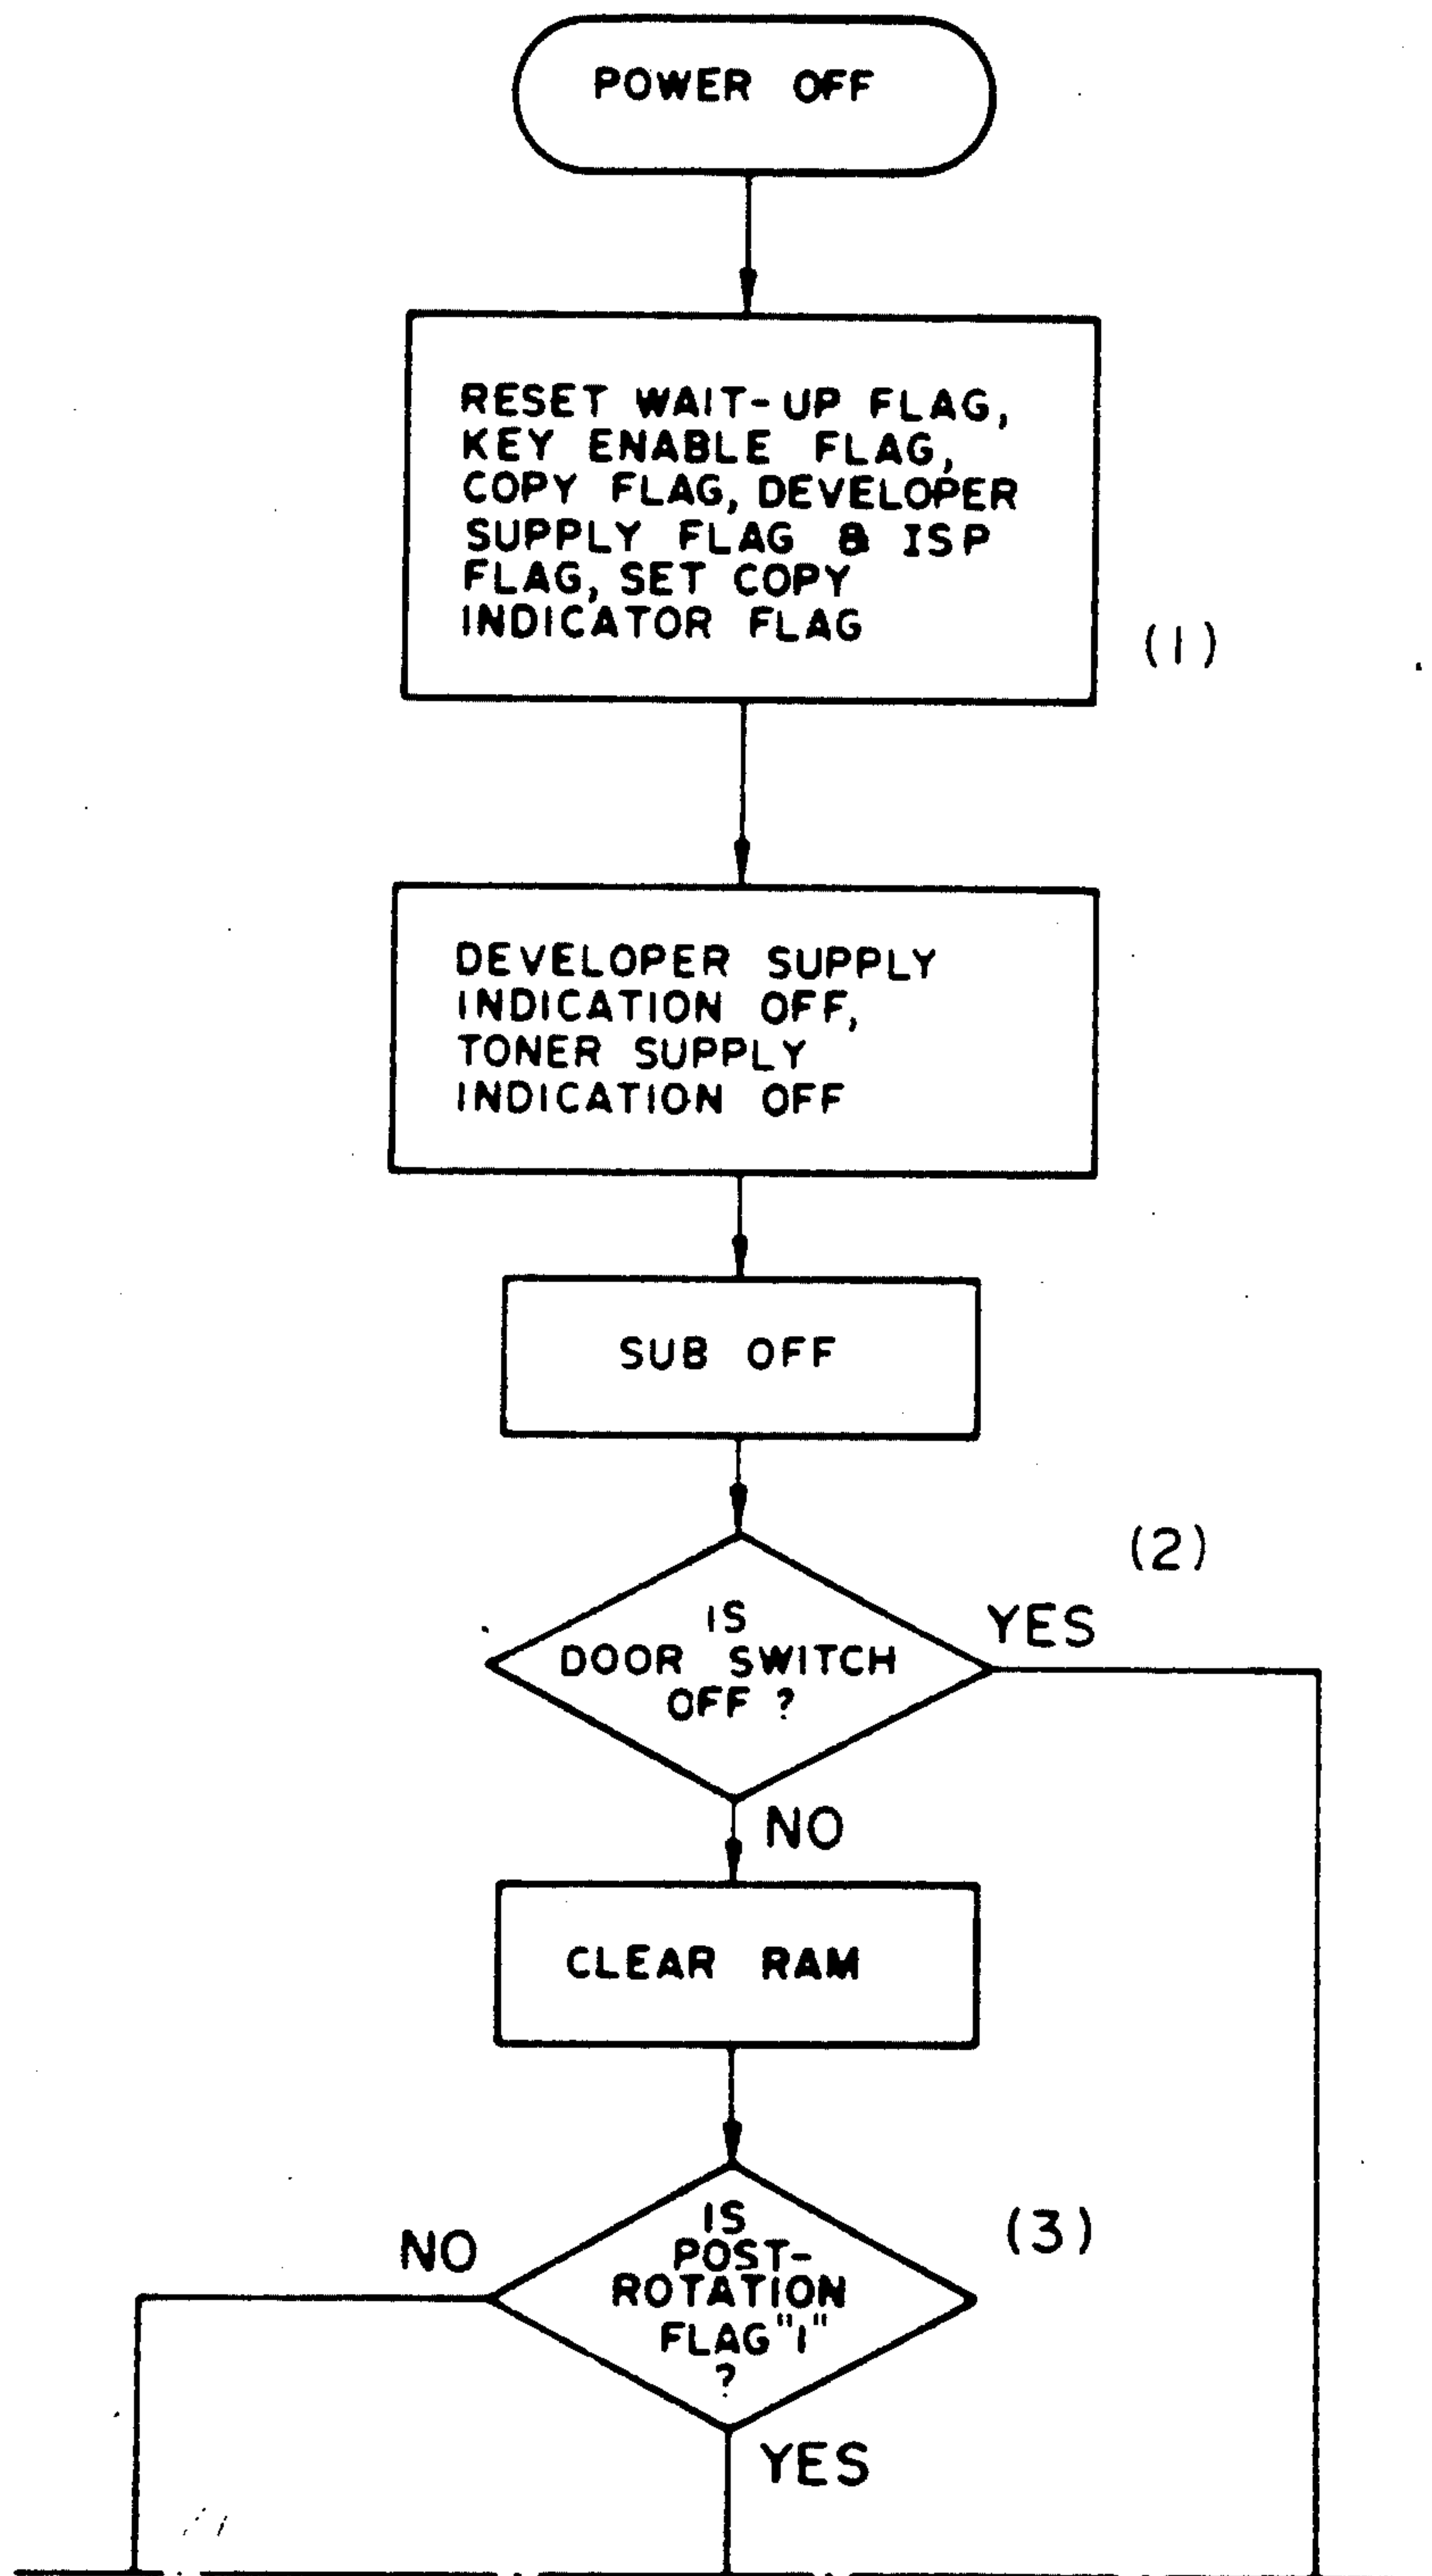 POWER OFF
RESET WAIT-UP FLAG,
KEY ENABLE FLAG,
COPY FLAG, DEVELOPER
SUPPLY FLAG & ISP
FLAG, SET COPY
INDICATOR FLAG
(1)
DEVELOPER SUPPLY
INDICATION OFF,
TONER SUPPLY
INDICATION OFF
SUB OFF
(2)
IS
DOOR SWITCH
OFF ?
YES
NO
CLEAR RAM
IS
POST-
ROTATION
FLAG "1"
?
(3)
NO
YES